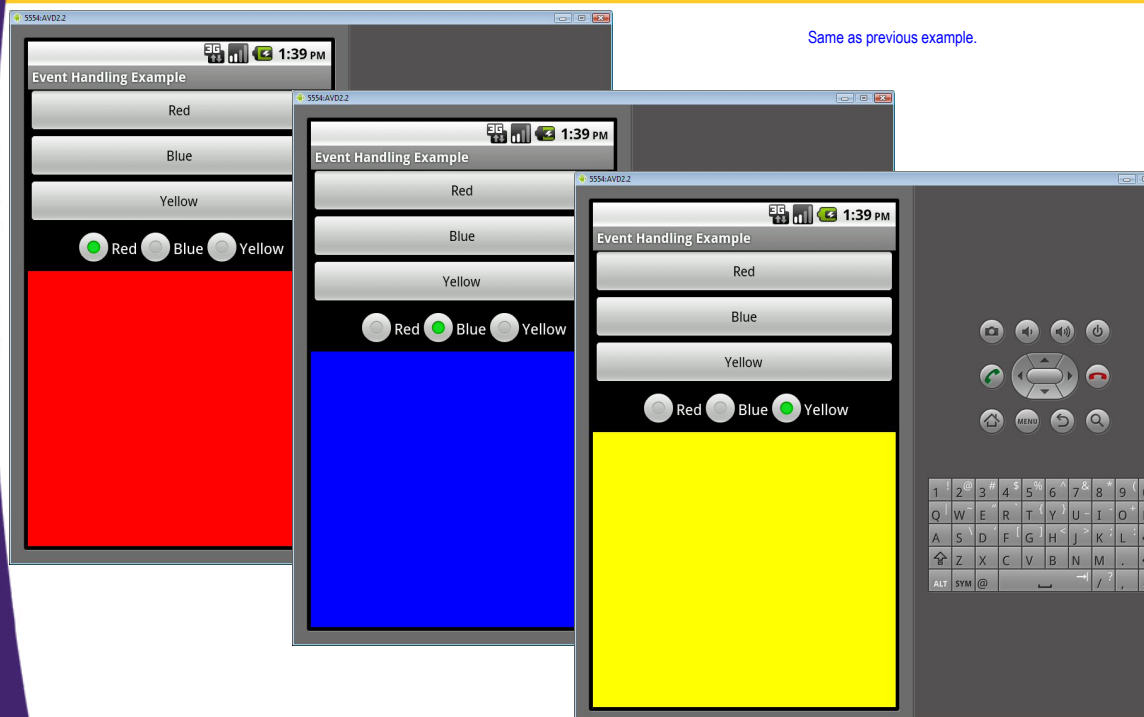 Same as previous example.
5554:AVD2.2
3G 1:39 PM
Event Handling Example
Red
Blue
Yellow
Red Blue Yellow
5554:AVD2.2
3G 1:39 PM
Event Handling Example
Red
Blue
Yellow
Red Blue Yellow
5554:AVD2.2
3G 1:39 PM
Event Handling Example
Red
Blue
Yellow
Red Blue Yellow
MENU
1 ! 2 @ 3 # 4 $ 5 % 6 ^ 7 & 8 * 9 (
Q | W ~ E " R ` T { Y } U _ I - O +
A S \ D ' F [ G ] H < J > K ; L :
Z X C V B N M .
ALT SYM @ / ? ,